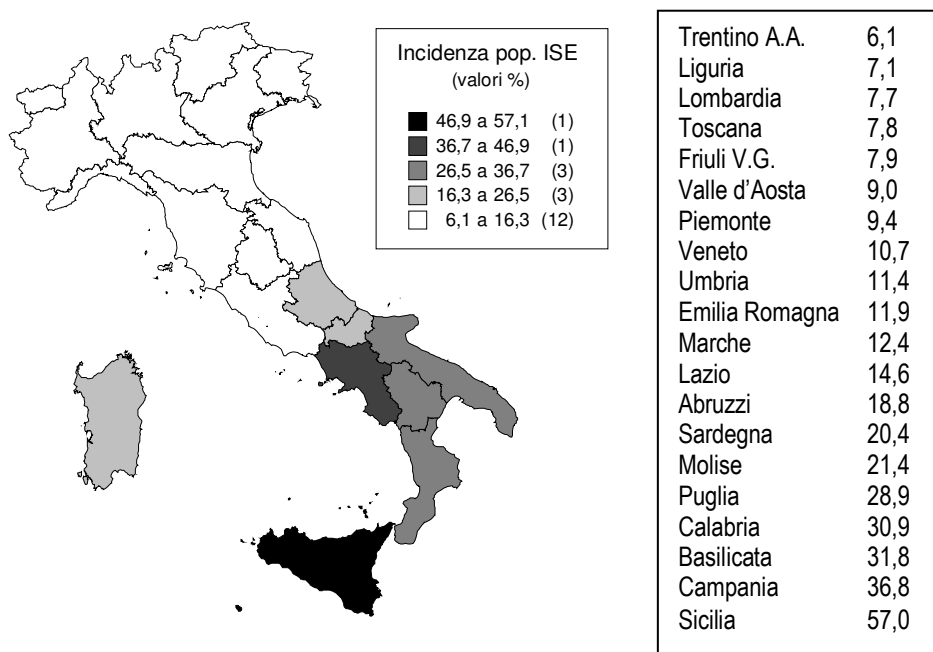 Incidenza pop. ISE
(valori %)
46,9 a 57,1 (1)
36,7 a 46,9 (1)
26,5 a 36,7 (3)
16,3 a 26,5 (3)
6,1 a 16,3 (12)
Trentino A.A. 6,1
Liguria 7,1
Lombardia 7,7
Toscana 7,8
Friuli V.G. 7,9
Valle d'Aosta 9,0
Piemonte 9,4
Veneto 10,7
Umbria 11,4
Emilia Romagna 11,9
Marche 12,4
Lazio 14,6
Abruzzi 18,8
Sardegna 20,4
Molise 21,4
Puglia 28,9
Calabria 30,9
Basilicata 31,8
Campania 36,8
Sicilia 57,0